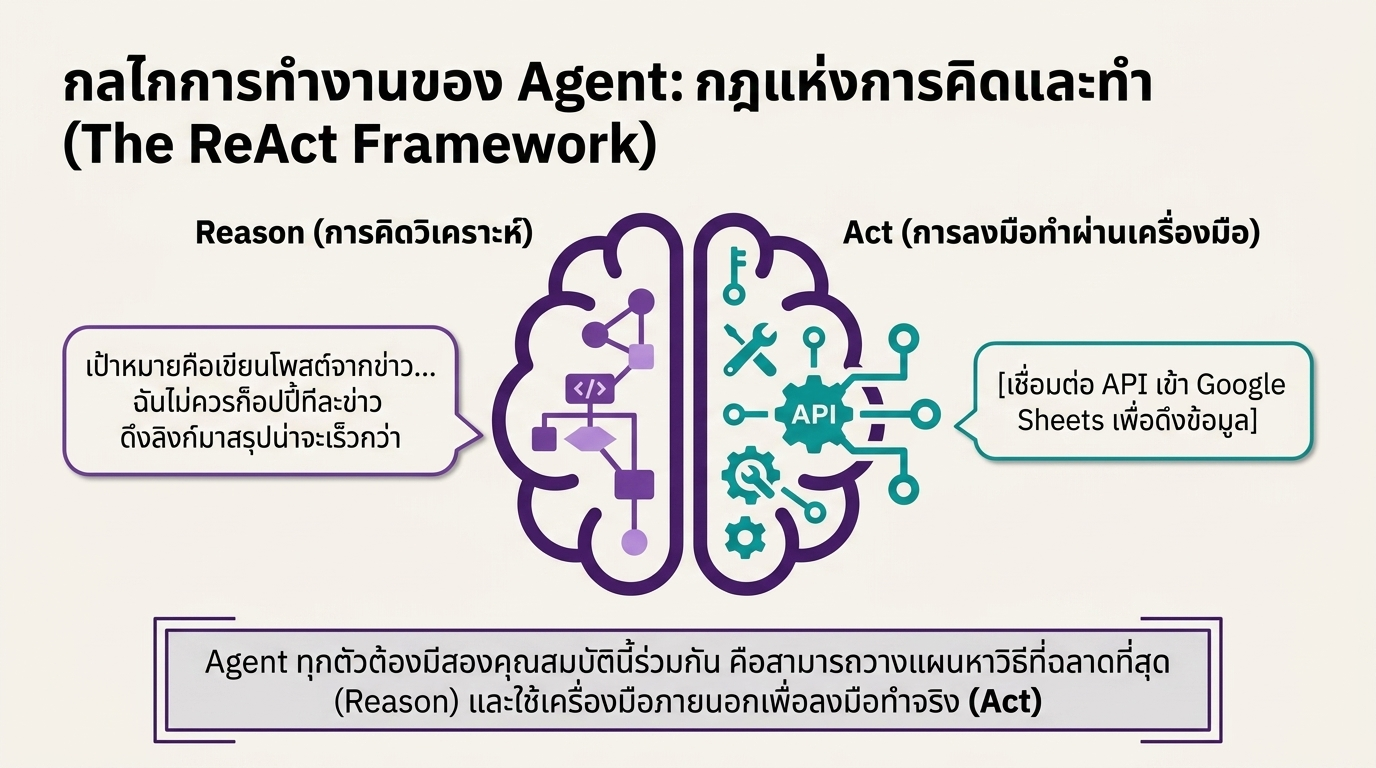 กลไกการทำงานของ Agent: กฎแห่งการคิดและทำ
(The ReAct Framework)
Reason (การคิดวิเคราะห์)
Act (การลงมือทำผ่านเครื่องมือ)
เป้าหมายคือเขียนโพสต์จากข่าว...
ฉันไม่ควรก็อปปี้ทีละข่าว
ดึงลิงก์มาสรุปน่าจะเร็วกว่า
</>
API
[เชื่อมต่อ API เข้า Google
Sheets เพื่อดึงข้อมูล]
Agent ทุกตัวต้องมีสองคุณสมบัตินี้ร่วมกัน คือสามารถวางแผนหาวิธีที่ฉลาดที่สุด
(Reason) และใช้เครื่องมือภายนอกเพื่อลงมือทำจริง (Act)